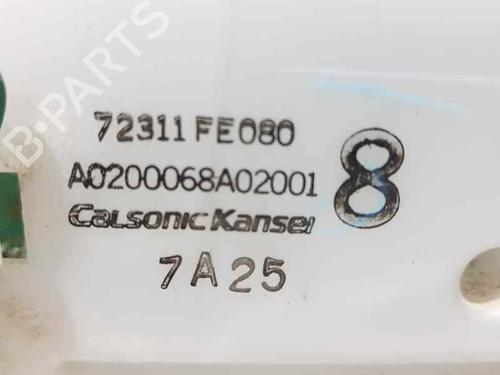 B-PARTS
72311 FE080
A0200068A02001
8
CALSONIC KANSEI
7A25